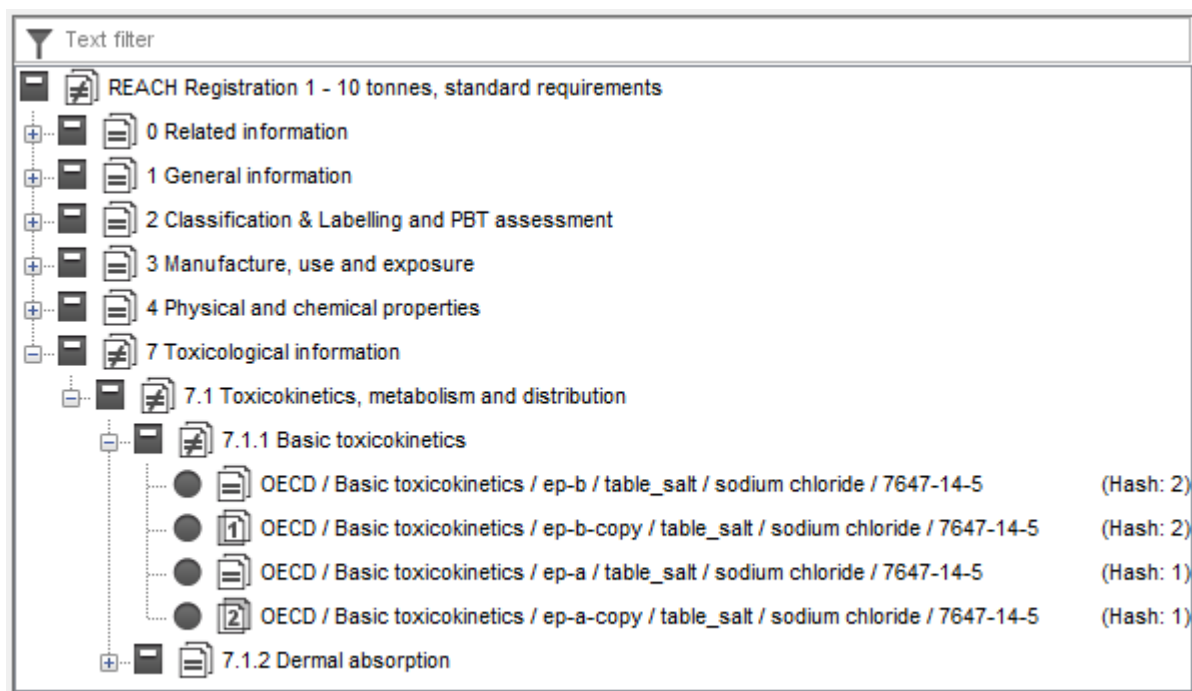 Text filter
REACH Registration 1 - 10 tonnes, standard requirements
0 Related information
1 General information
2 Classification & Labelling and PBT assessment
3 Manufacture, use and exposure
4 Physical and chemical properties
7 Toxicological information
7.1 Toxicokinetics, metabolism and distribution
7.1.1 Basic toxicokinetics
OECD / Basic toxicokinetics / ep-b / table_salt / sodium chloride / 7647-14-5 (Hash: 2)
1 OECD / Basic toxicokinetics / ep-b-copy / table_salt / sodium chloride / 7647-14-5 (Hash: 2)
OECD / Basic toxicokinetics / ep-a / table_salt / sodium chloride / 7647-14-5 (Hash: 1)
2 OECD / Basic toxicokinetics / ep-a-copy / table_salt / sodium chloride / 7647-14-5 (Hash: 1)
7.1.2 Dermal absorption